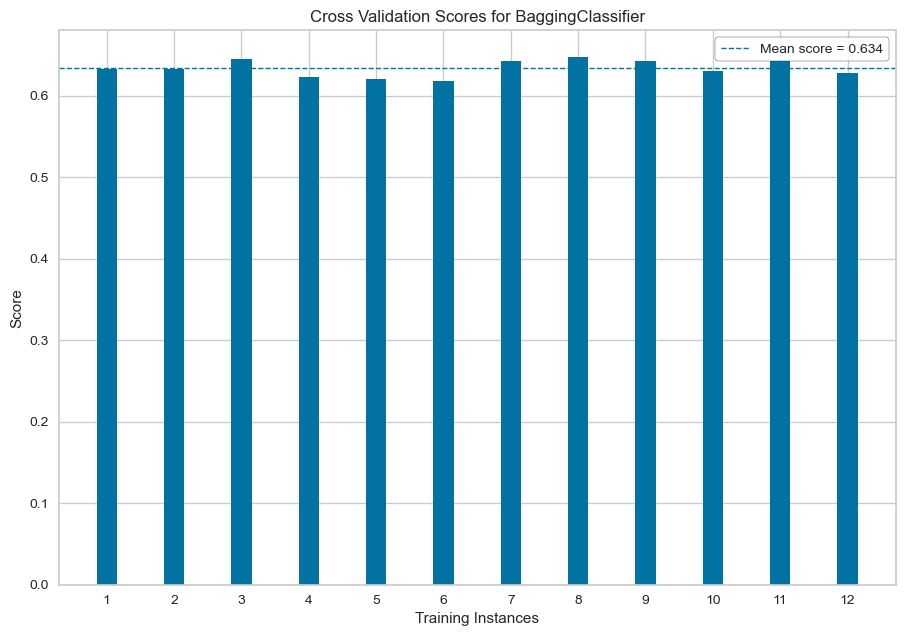 Cross Validation Scores for BaggingClassifier
Mean score = 0.634
0.6
0.5
0.4
0.3
0.2
0.1
0.0
Score
1 2 3 4 5 6 7 8 9 10 11 12
Training Instances